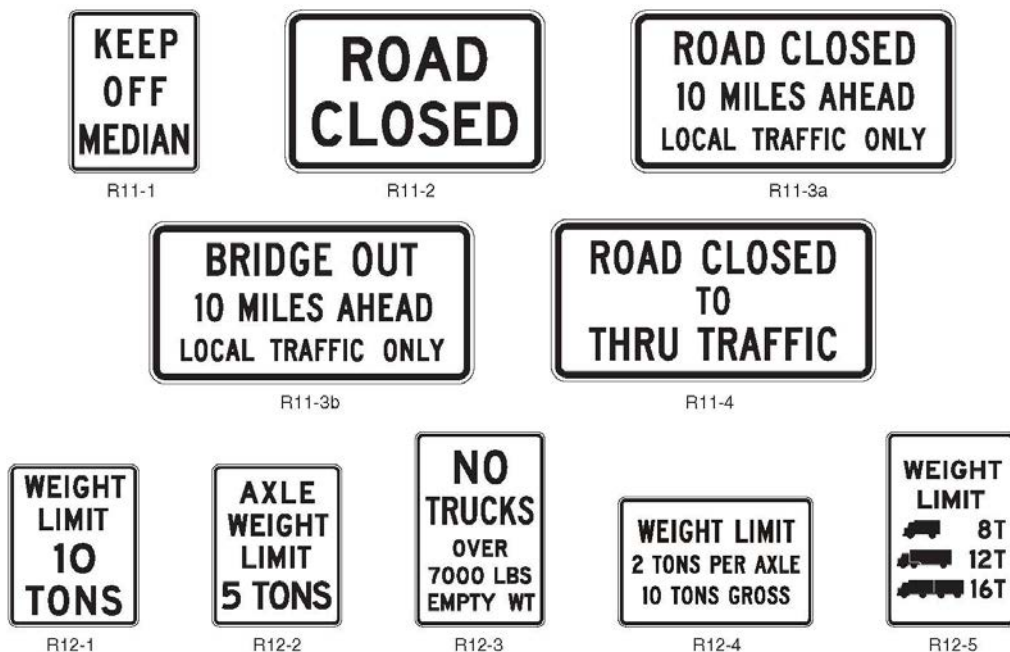 KEEP
OFF
MEDIAN
R11-1
ROAD
CLOSED
R11-2
ROAD CLOSED
10 MILES AHEAD
LOCAL TRAFFIC ONLY
R11-3a
BRIDGE OUT
10 MILES AHEAD
LOCAL TRAFFIC ONLY
R11-3b
ROAD CLOSED
TO
THRU TRAFFIC
R11-4
WEIGHT
LIMIT
10
TONS
R12-1
AXLE
WEIGHT
LIMIT
5 TONS
R12-2
NO
TRUCKS
OVER
7000 LBS
EMPTY WT
R12-3
WEIGHT LIMIT
2 TONS PER AXLE
10 TONS GROSS
R12-4
WEIGHT
LIMIT
8T
12T
16T
R12-5